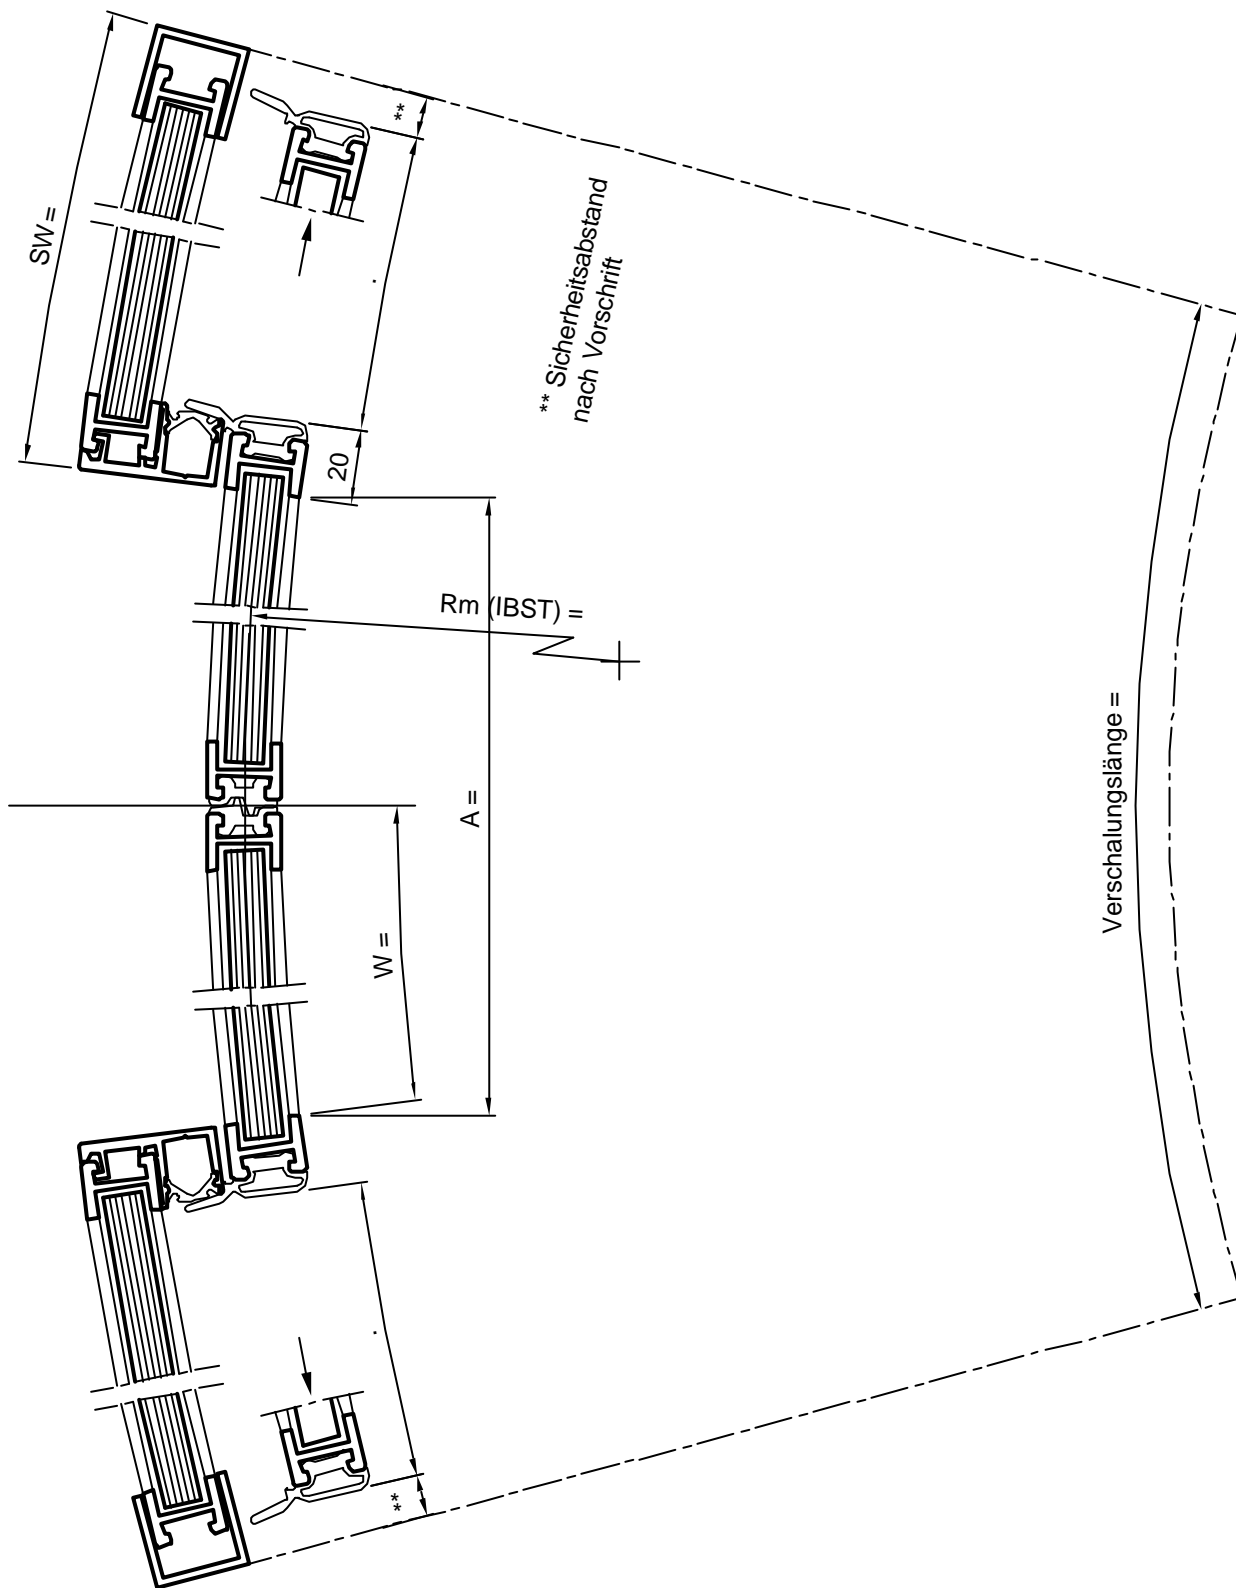 SW =
**
** Sicherheitsabstand
nach Vorschrift
20
Rm (IBST) =
A =
W =
Verschalungslänge =
**